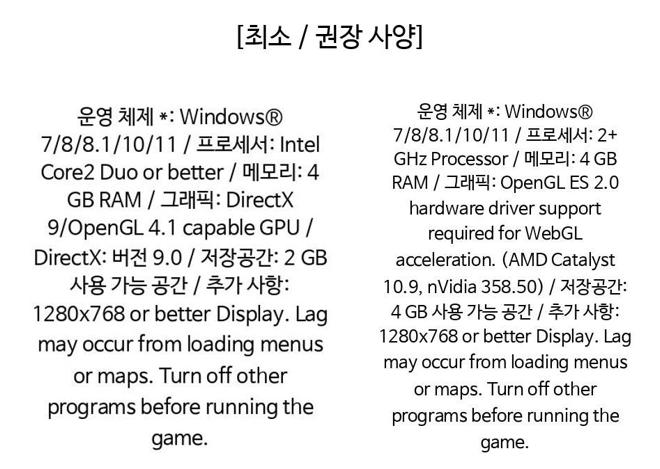 [최소 / 권장 사양]
운영 체제 *: Windows®
7/8/8.1/10/11 / 프로세서: Intel
Core2 Duo or better / 메모리: 4
GB RAM / 그래픽: DirectX
9/OpenGL 4.1 capable GPU /
DirectX: 버전 9.0 / 저장공간: 2 GB
사용 가능 공간 / 추가 사항:
1280x768 or better Display. Lag
may occur from loading menus
or maps. Turn off other
programs before running the
game.
운영 체제 *: Windows®
7/8/8.1/10/11 / 프로세서: 2+
GHz Processor / 메모리: 4 GB
RAM / 그래픽: OpenGL ES 2.0
hardware driver support
required for WebGL
acceleration. (AMD Catalyst
10.9, nVidia 358.50) / 저장공간:
4 GB 사용 가능 공간 / 추가 사항:
1280x768 or better Display. Lag
may occur from loading menus
or maps. Turn off other
programs before running the
game.